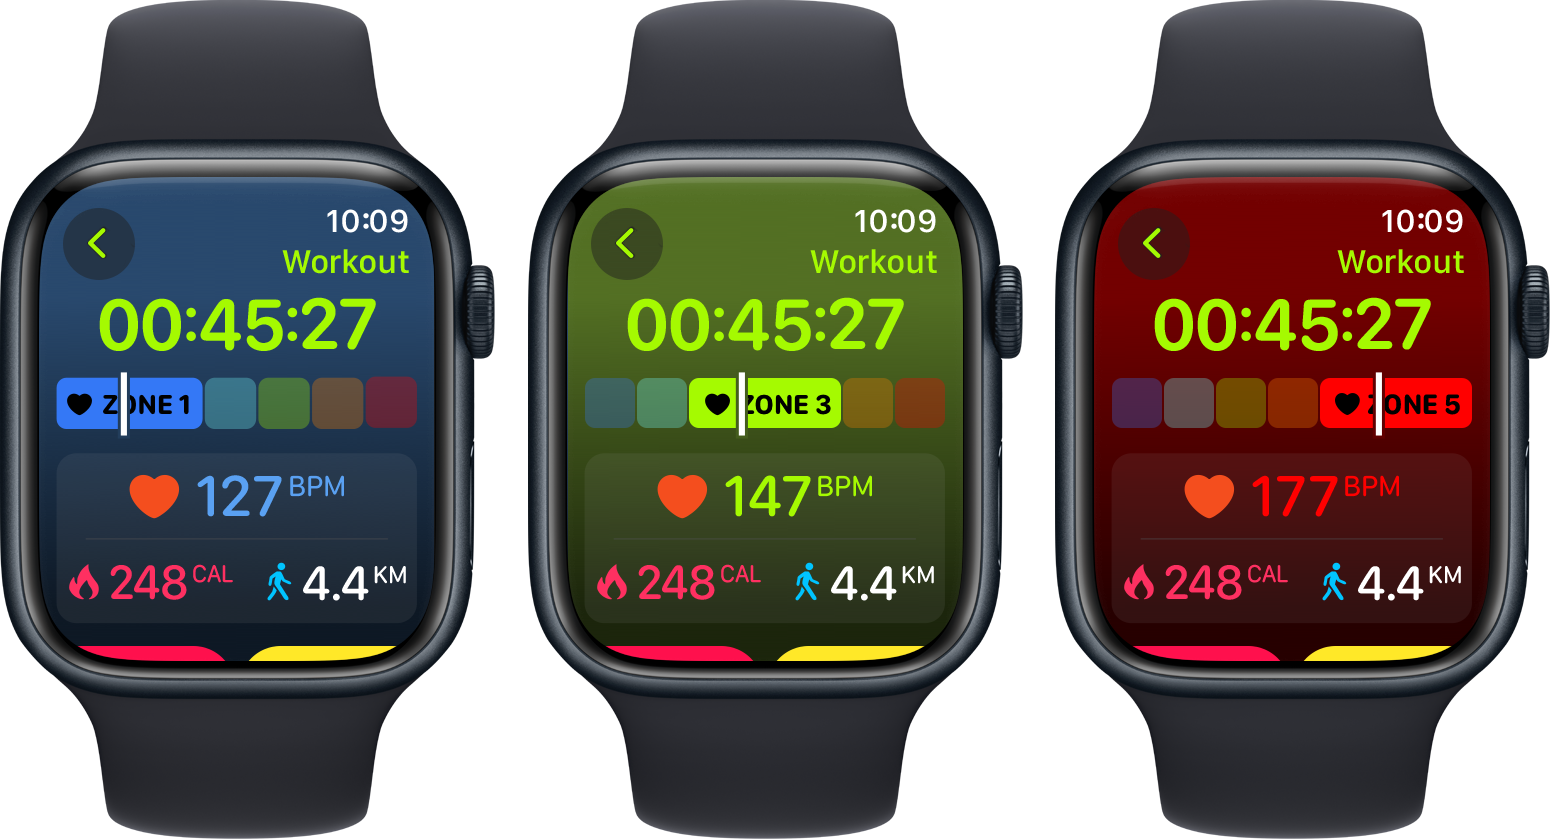 10:09
Workout
00:45:27
ZONE 1
127 BPM
248 CAL 4.4 KM
10:09
Workout
00:45:27
ZONE 3
147 BPM
248 CAL 4.4 KM
10:09
Workout
00:45:27
ZONE 5
177 BPM
248 CAL 4.4 KM